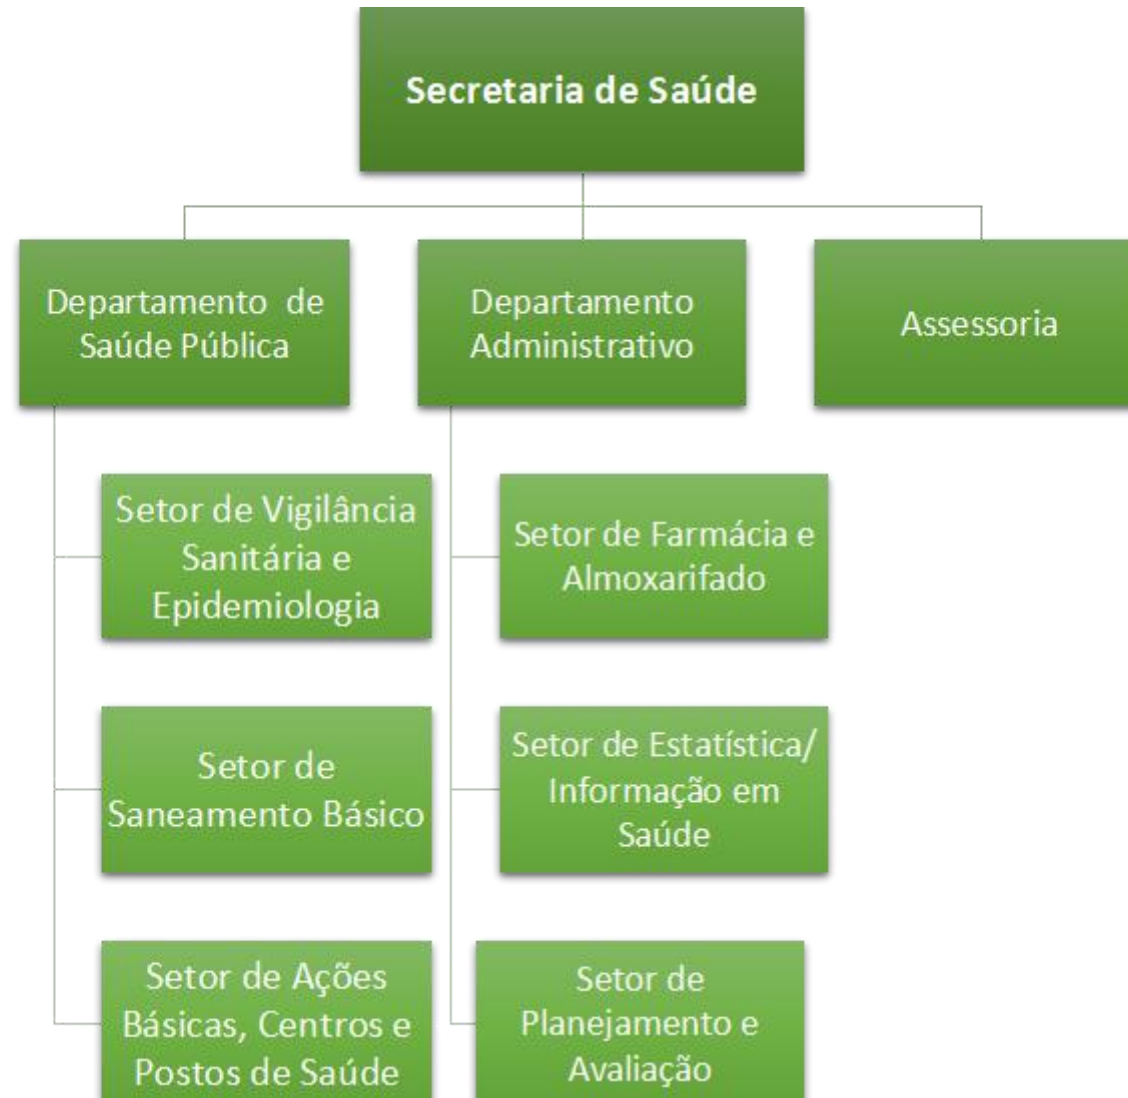 Secretaria de Saúde
Departamento de
Saúde Pública
Departamento
Administrativo
Assessoria
Setor de Vigilância
Sanitária e
Epidemiologia
Setor de
Saneamento Básico
Setor de Ações
Básicas, Centros e
Postos de Saúde
Setor de Farmácia e
Almoxarifado
Setor de Estatística/
Informação em
Saúde
Setor de
Planejamento e
Avaliação